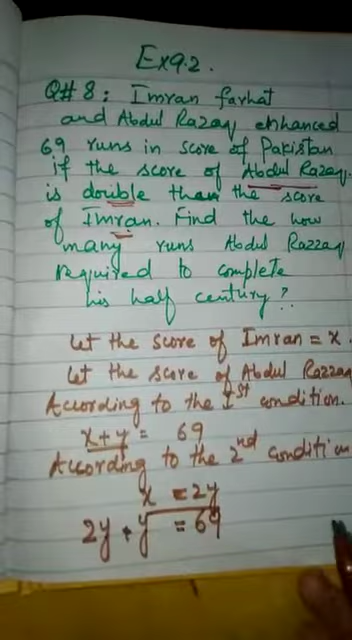 Ex 9.2.
Q# 8: Imran farhat
and Abdul Razaq enhanced
69 runs in score of Pakistan
if the score of Abdul Razaq.
is double than the score
of Imran. Find the how
many runs Abdul Razzaq
required to complete
his half century?
let the score of Imran = x.
let the score of Abdul Razzaq
According to the 1st condition.
x + y = 69
According to the 2nd condition
x = 2y
2y + y = 69